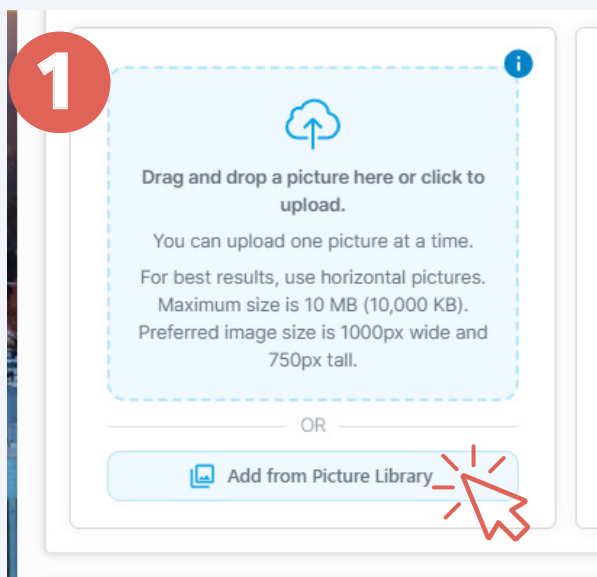 1
i
Drag and drop a picture here or click to
upload.
You can upload one picture at a time.
For best results, use horizontal pictures.
Maximum size is 10 MB (10,000 KB).
Preferred image size is 1000px wide and
750px tall.
OR
Add from Picture Library